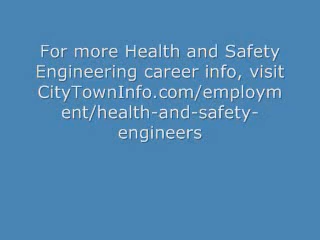 For more Health and Safety
Engineering career info, visit
CityTownInfo.com/employm
ent/health-and-safety-
engineers